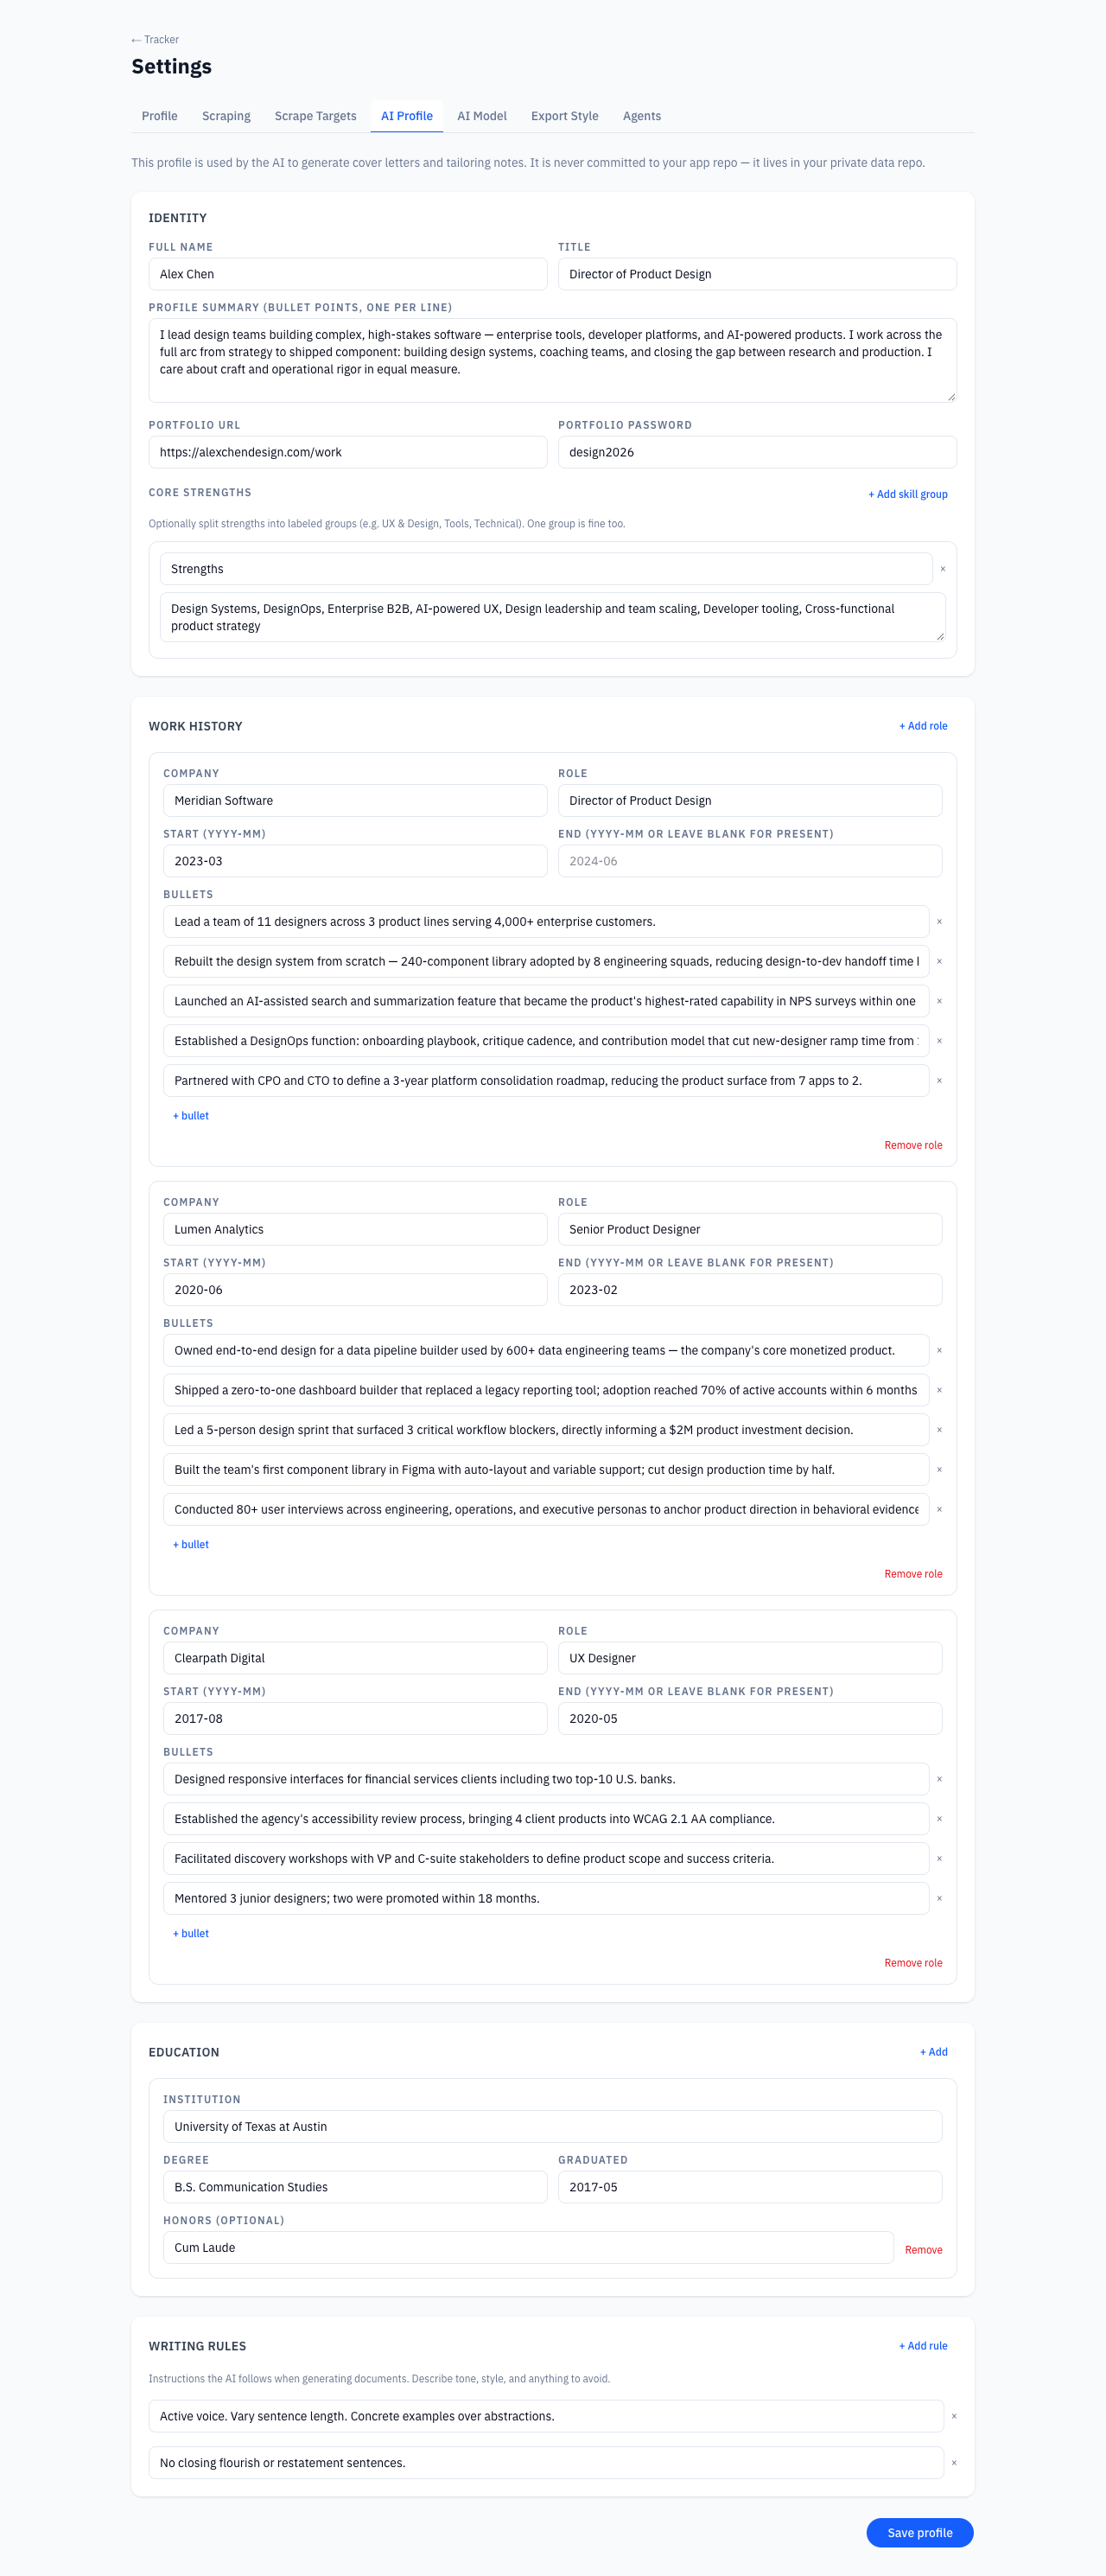 ← Tracker
Settings
Profile Scraping Scrape Targets AI Profile AI Model Export Style Agents
This profile is used by the AI to generate cover letters and tailoring notes. It is never committed to your app repo — it lives in your private data repo.
IDENTITY
FULL NAME TITLE
Alex Chen Director of Product Design
PROFILE SUMMARY (BULLET POINTS, ONE PER LINE)
I lead design teams building complex, high-stakes software — enterprise tools, developer platforms, and AI-powered products. I work across the
full arc from strategy to shipped component: building design systems, coaching teams, and closing the gap between research and production. I
care about craft and operational rigor in equal measure.
PORTFOLIO URL PORTFOLIO PASSWORD
https://alexchendesign.com/work design2026
CORE STRENGTHS + Add skill group
Optionally split strengths into labeled groups (e.g. UX & Design, Tools, Technical). One group is fine too.
Strengths ×
Design Systems, DesignOps, Enterprise B2B, AI-powered UX, Design leadership and team scaling, Developer tooling, Cross-functional
product strategy
WORK HISTORY + Add role
COMPANY ROLE
Meridian Software Director of Product Design
START (YYYY-MM) END (YYYY-MM OR LEAVE BLANK FOR PRESENT)
2023-03 2024-06
BULLETS
Lead a team of 11 designers across 3 product lines serving 4,000+ enterprise customers. ×
Rebuilt the design system from scratch — 240-component library adopted by 8 engineering squads, reducing design-to-dev handoff time ×
Launched an AI-assisted search and summarization feature that became the product's highest-rated capability in NPS surveys within one ×
Established a DesignOps function: onboarding playbook, critique cadence, and contribution model that cut new-designer ramp time from ×
Partnered with CPO and CTO to define a 3-year platform consolidation roadmap, reducing the product surface from 7 apps to 2. ×
+ bullet
Remove role
COMPANY ROLE
Lumen Analytics Senior Product Designer
START (YYYY-MM) END (YYYY-MM OR LEAVE BLANK FOR PRESENT)
2020-06 2023-02
BULLETS
Owned end-to-end design for a data pipeline builder used by 600+ data engineering teams — the company's core monetized product. ×
Shipped a zero-to-one dashboard builder that replaced a legacy reporting tool; adoption reached 70% of active accounts within 6 months ×
Led a 5-person design sprint that surfaced 3 critical workflow blockers, directly informing a $2M product investment decision. ×
Built the team's first component library in Figma with auto-layout and variable support; cut design production time by half. ×
Conducted 80+ user interviews across engineering, operations, and executive personas to anchor product direction in behavioral evidence ×
+ bullet
Remove role
COMPANY ROLE
Clearpath Digital UX Designer
START (YYYY-MM) END (YYYY-MM OR LEAVE BLANK FOR PRESENT)
2017-08 2020-05
BULLETS
Designed responsive interfaces for financial services clients including two top-10 U.S. banks. ×
Established the agency's accessibility review process, bringing 4 client products into WCAG 2.1 AA compliance. ×
Facilitated discovery workshops with VP and C-suite stakeholders to define product scope and success criteria. ×
Mentored 3 junior designers; two were promoted within 18 months. ×
+ bullet
Remove role
EDUCATION + Add
INSTITUTION
University of Texas at Austin
DEGREE GRADUATED
B.S. Communication Studies 2017-05
HONORS (OPTIONAL)
Cum Laude Remove
WRITING RULES + Add rule
Instructions the AI follows when generating documents. Describe tone, style, and anything to avoid.
Active voice. Vary sentence length. Concrete examples over abstractions. ×
No closing flourish or restatement sentences. ×
Save profile